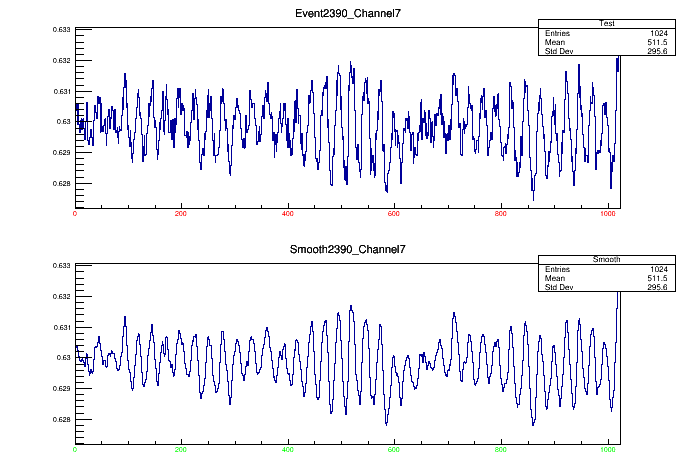 Event2390_Channel7
Test
Entries 1024
Mean 511.5
Std Dev 295.6
0.633
0.632
0.631
0.63
0.629
0.628
0 200 400 600 800 1000
Smooth2390_Channel7
Smooth
Entries 1024
Mean 511.5
Std Dev 295.6
0.633
0.632
0.631
0.63
0.629
0.628
0 200 400 600 800 1000